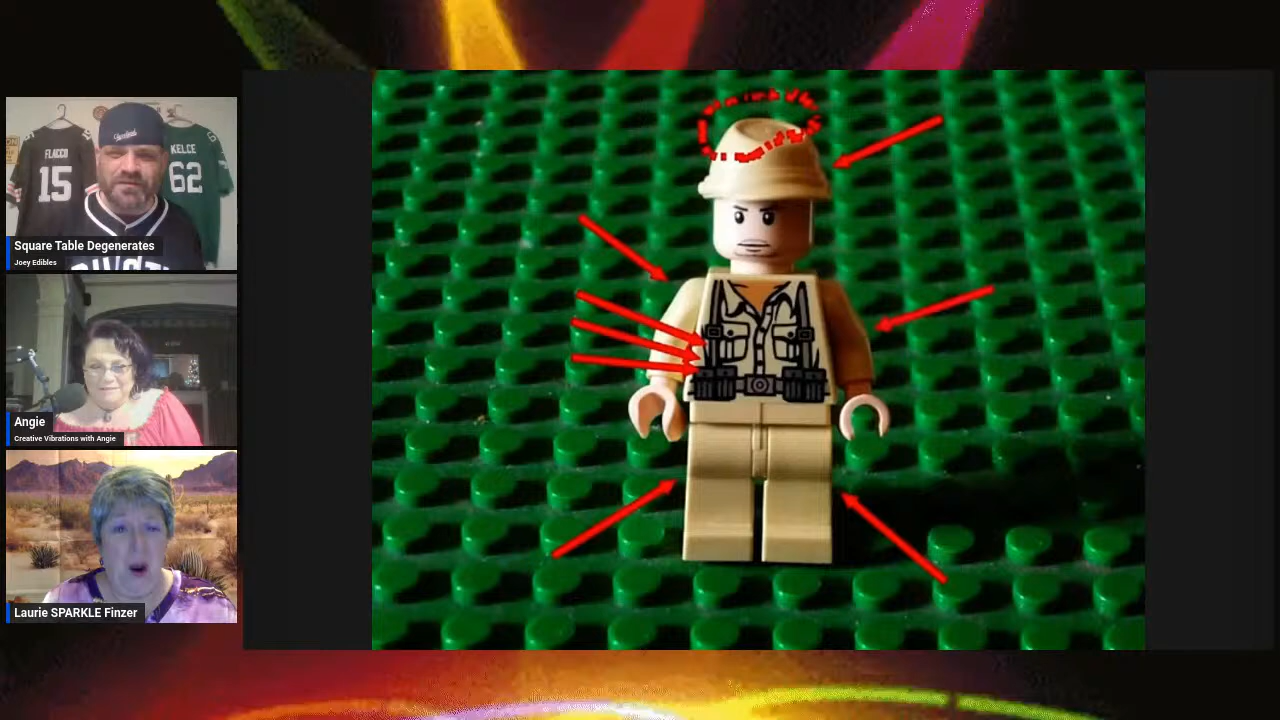 FLACCO
15
KELCE
62
Square Table Degenerates
Joey Edibles
Angie
Creative Vibrations with Angie
Laurie SPARKLE Finzer